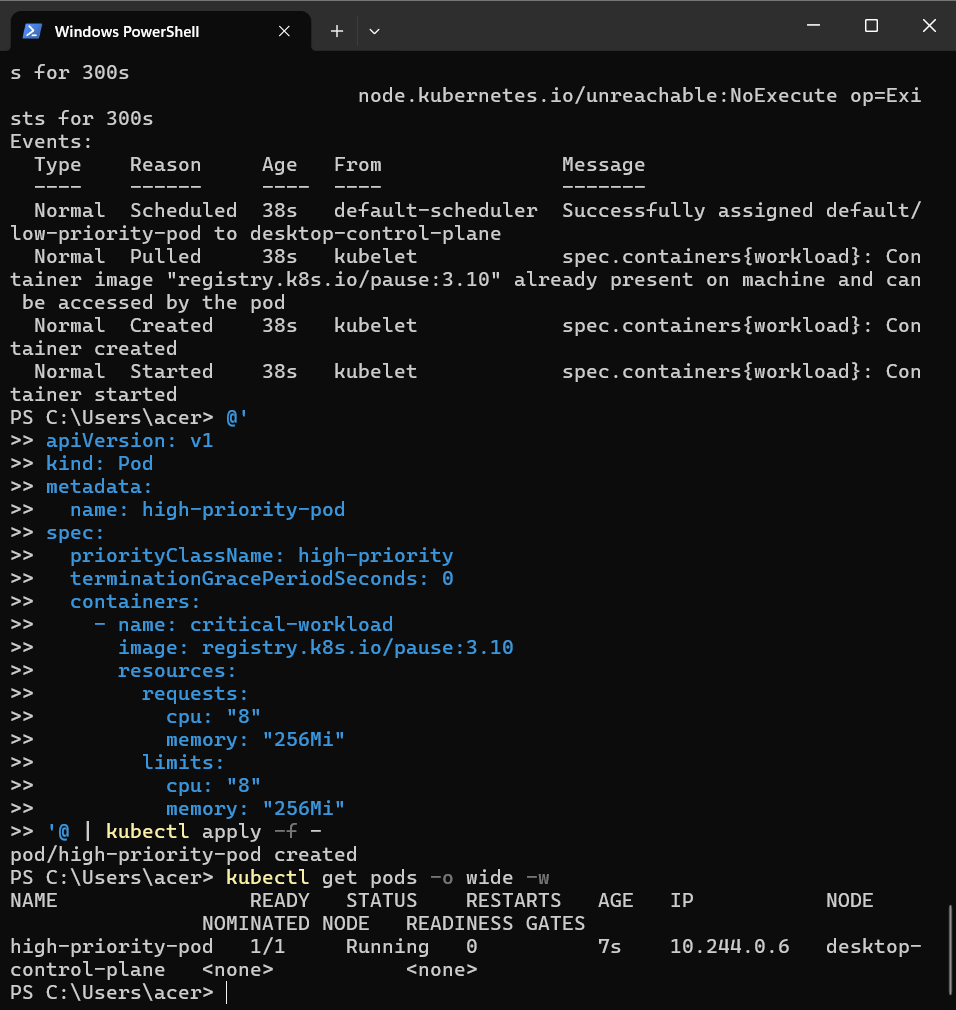 Windows PowerShell
s for 300s
node.kubernetes.io/unreachable:NoExecute op=Exi
sts for 300s
Events:
  Type    Reason     Age   From               Message
  ----    ------     ----  ----               -------
  Normal  Scheduled  38s   default-scheduler  Successfully assigned default/
low-priority-pod to desktop-control-plane
  Normal  Pulled     38s   kubelet            spec.containers{workload}: Con
tainer image "registry.k8s.io/pause:3.10" already present on machine and can
 be accessed by the pod
  Normal  Created    38s   kubelet            spec.containers{workload}: Con
tainer created
  Normal  Started    38s   kubelet            spec.containers{workload}: Con
tainer started
PS C:\Users\acer> @'
>> apiVersion: v1
>> kind: Pod
>> metadata:
>>   name: high-priority-pod
>> spec:
>>   priorityClassName: high-priority
>>   terminationGracePeriodSeconds: 0
>>   containers:
>>     - name: critical-workload
>>       image: registry.k8s.io/pause:3.10
>>       resources:
>>         requests:
>>           cpu: "8"
>>           memory: "256Mi"
>>         limits:
>>           cpu: "8"
>>           memory: "256Mi"
>> '@ | kubectl apply -f -
pod/high-priority-pod created
PS C:\Users\acer> kubectl get pods -o wide -w
NAME                READY   STATUS    RESTARTS   AGE   IP           NODE
                NOMINATED NODE   READINESS GATES
high-priority-pod   1/1     Running   0          7s    10.244.0.6   desktop-
control-plane   <none>           <none>
PS C:\Users\acer>